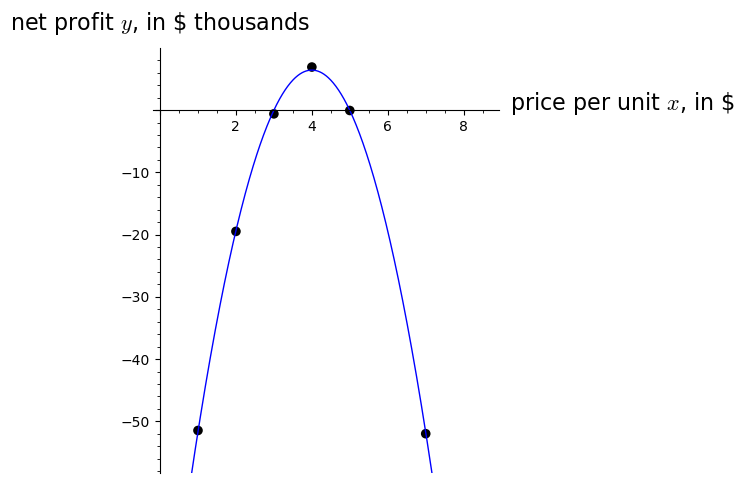 net profit y, in $ thousands
price per unit x, in $
2 4 6 8
−10
−20
−30
−40
−50